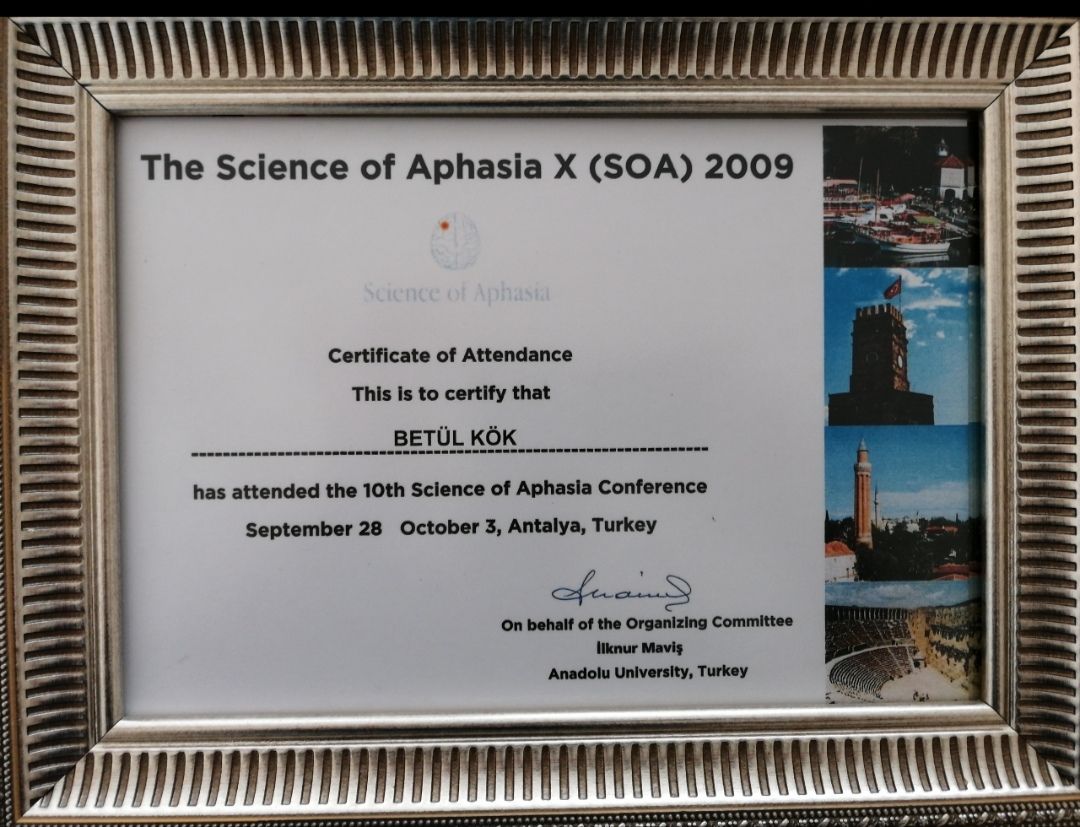 The Science of Aphasia X (SOA) 2009
Science of Aphasia
Certificate of Attendance
This is to certify that
BETÜL KÖK
has attended the 10th Science of Aphasia Conference
September 28 October 3, Antalya, Turkey
On behalf of the Organizing Committee
İlknur Maviş
Anadolu University, Turkey